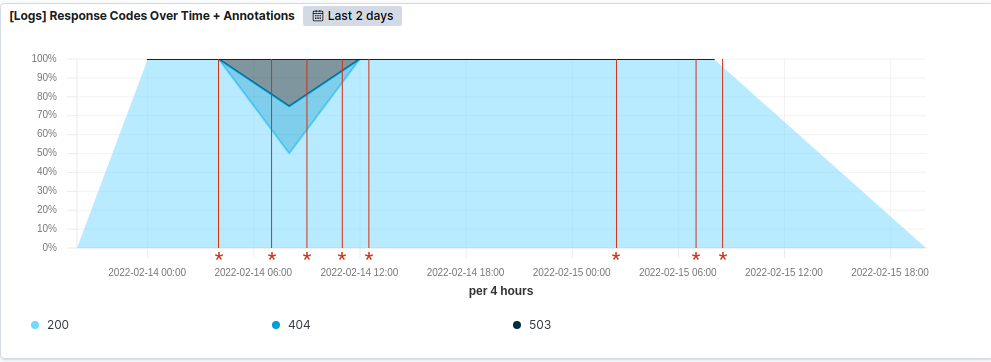 [Logs] Response Codes Over Time + Annotations
Last 2 days
100%
90%
80%
70%
60%
50%
40%
30%
20%
10%
0%
2022-02-14 00:00 2022-02-14 06:00 2022-02-14 12:00 2022-02-14 18:00 2022-02-15 00:00 2022-02-15 06:00 2022-02-15 12:00 2022-02-15 18:00
per 4 hours
200 404 503